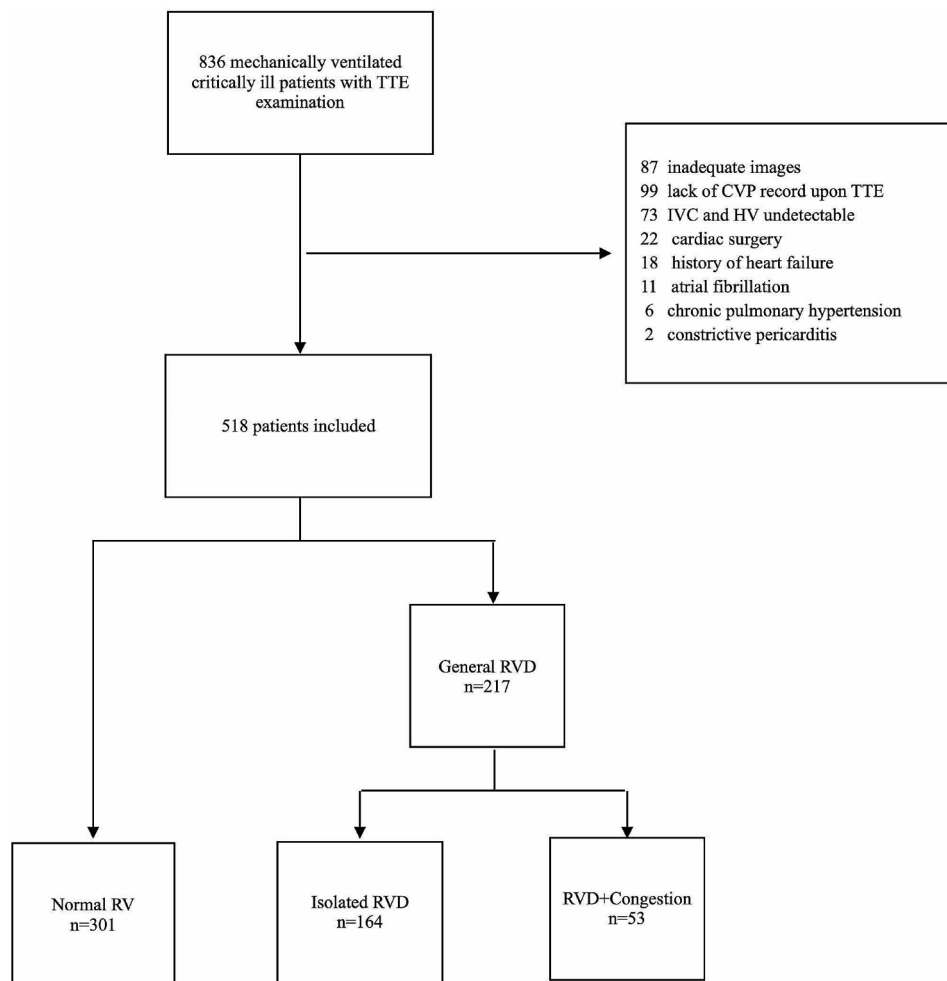 836 mechanically ventilated
critically ill patients with TTE
examination
87 inadequate images
99 lack of CVP record upon TTE
73 IVC and HV undetectable
22 cardiac surgery
18 history of heart failure
11 atrial fibrillation
6 chronic pulmonary hypertension
2 constrictive pericarditis
518 patients included
General RVD
n=217
Normal RV
n=301
Isolated RVD
n=164
RVD+Congestion
n=53